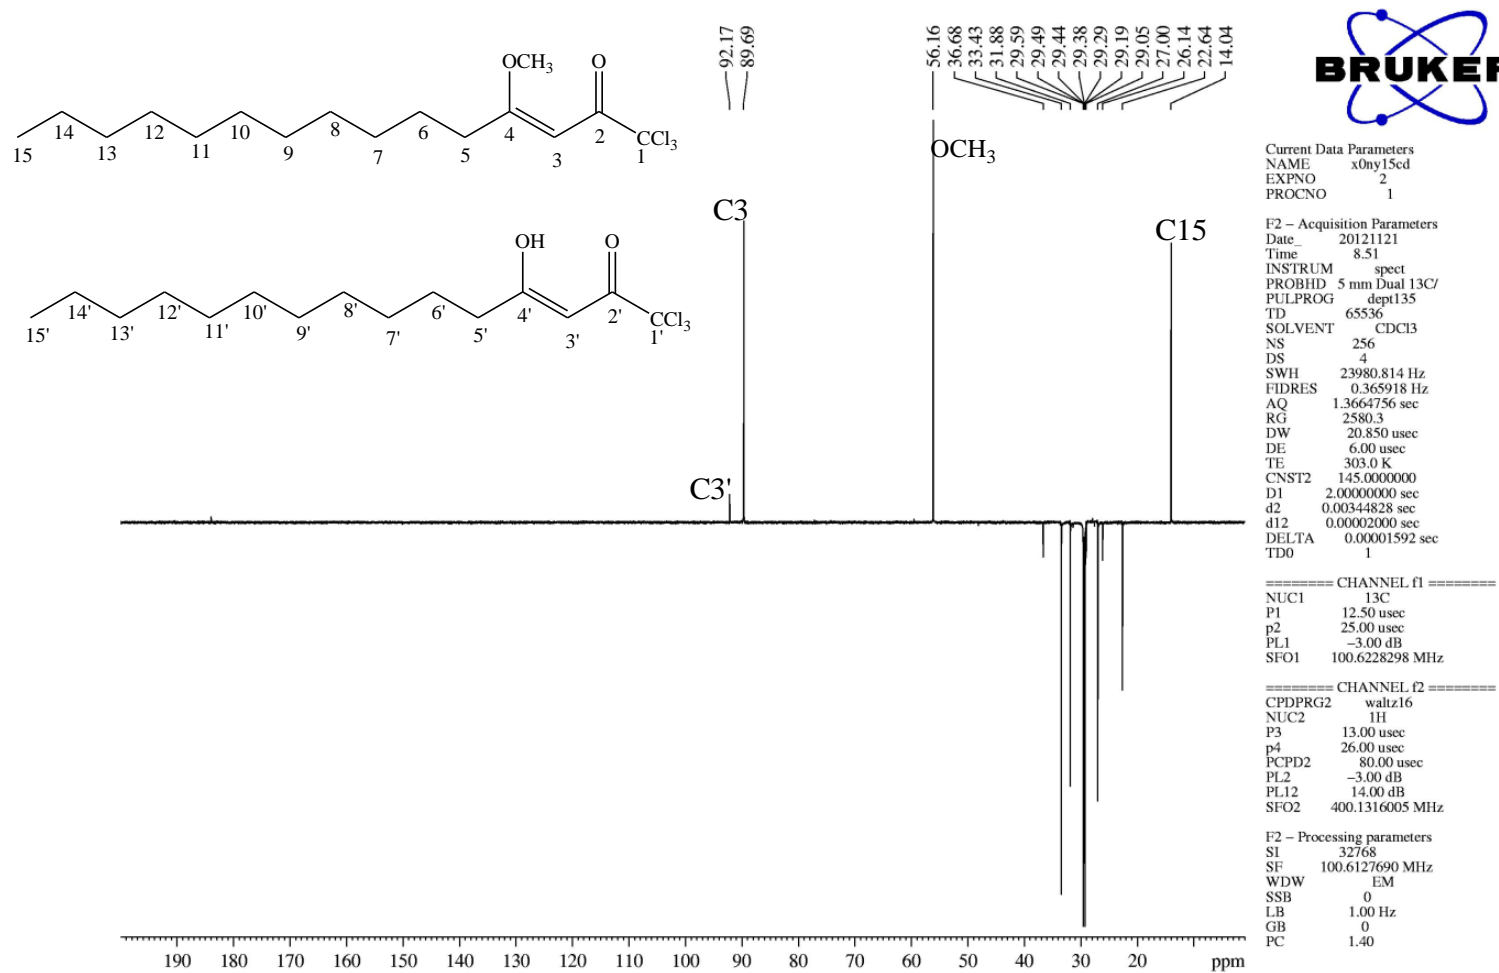 92.17
89.69
56.16
36.68
33.43
31.88
29.59
29.49
29.44
29.38
29.29
29.19
29.05
27.00
26.14
22.64
14.04
BRUKER
OCH3
O
14
12
10
8
6
4
2
CCl3
15
13
11
9
7
5
3
1
OCH3
C3
C15
OH
O
14'
12'
10'
8'
6'
4'
2'
CCl3
15'
13'
11'
9'
7'
5'
3'
1'
C3'
Current Data Parameters
NAME x0ny15cd
EXPNO 2
PROCNO 1
F2 – Acquisition Parameters
Date_ 20121121
Time 8.51
INSTRUM spect
PROBHD 5 mm Dual 13C/
PULPROG dept135
TD 65536
SOLVENT CDCl3
NS 256
DS 4
SWH 23980.814 Hz
FIDRES 0.365918 Hz
AQ 1.3664756 sec
RG 2580.3
DW 20.850 usec
DE 6.00 usec
TE 303.0 K
CNST2 145.0000000
D1 2.00000000 sec
d2 0.00344828 sec
d12 0.00002000 sec
DELTA 0.00001592 sec
TD0 1
======== CHANNEL f1 ========
NUC1 13C
P1 12.50 usec
p2 25.00 usec
PL1 –3.00 dB
SFO1 100.6228298 MHz
======== CHANNEL f2 ========
CPDPRG2 waltz16
NUC2 1H
P3 13.00 usec
p4 26.00 usec
PCPD2 80.00 usec
PL2 –3.00 dB
PL12 14.00 dB
SFO2 400.1316005 MHz
F2 – Processing parameters
SI 32768
SF 100.6127690 MHz
WDW EM
SSB 0
LB 1.00 Hz
GB 0
PC 1.40
190 180 170 160 150 140 130 120 110 100 90 80 70 60 50 40 30 20 ppm